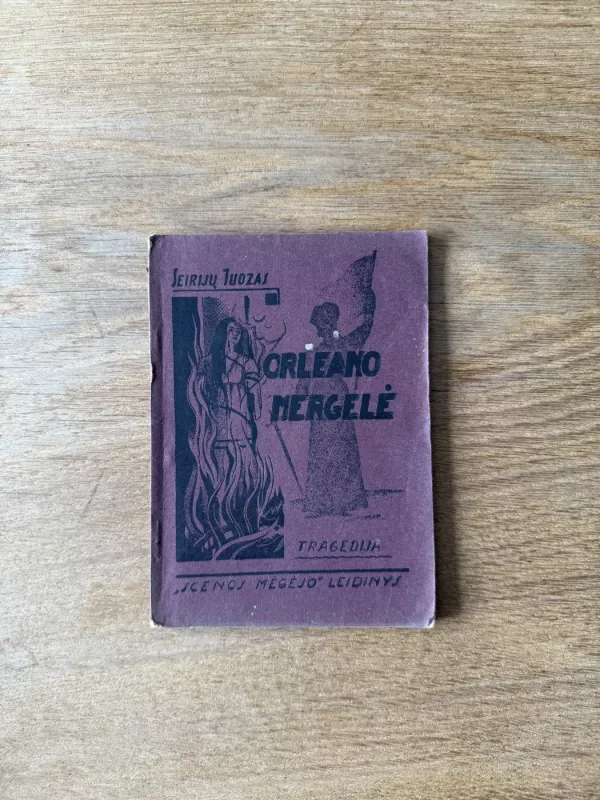 SEIRIJŲ JUOZAS
ORLEANO
MERGELĖ
TRAGEDIJA
„SCENOS MĖGĖJO" LEIDINYS